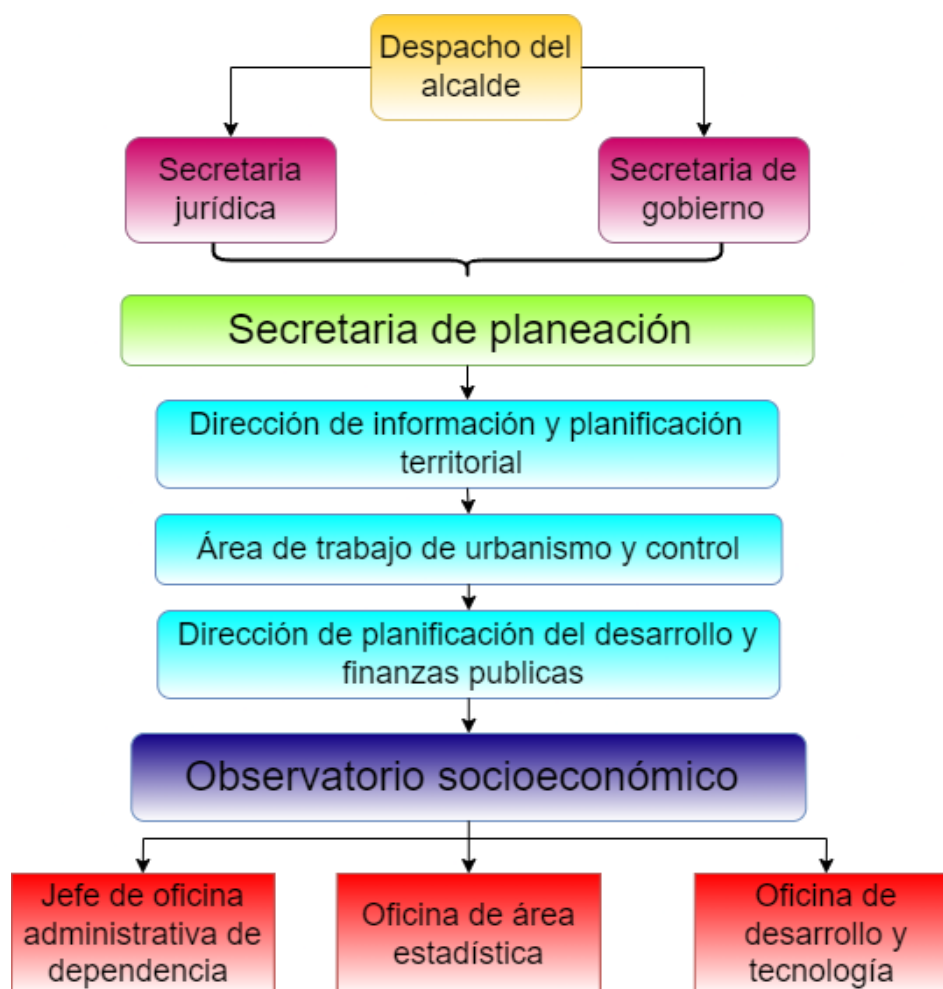 Despacho del
alcalde
Secretaria
jurídica
Secretaria de
gobierno
Secretaria de planeación
Dirección de información y planificación
territorial
Área de trabajo de urbanismo y control
Dirección de planificación del desarrollo y
finanzas publicas
Observatorio socioeconómico
Jefe de oficina
administrativa de
dependencia
Oficina de área
estadística
Oficina de
desarrollo y
tecnología